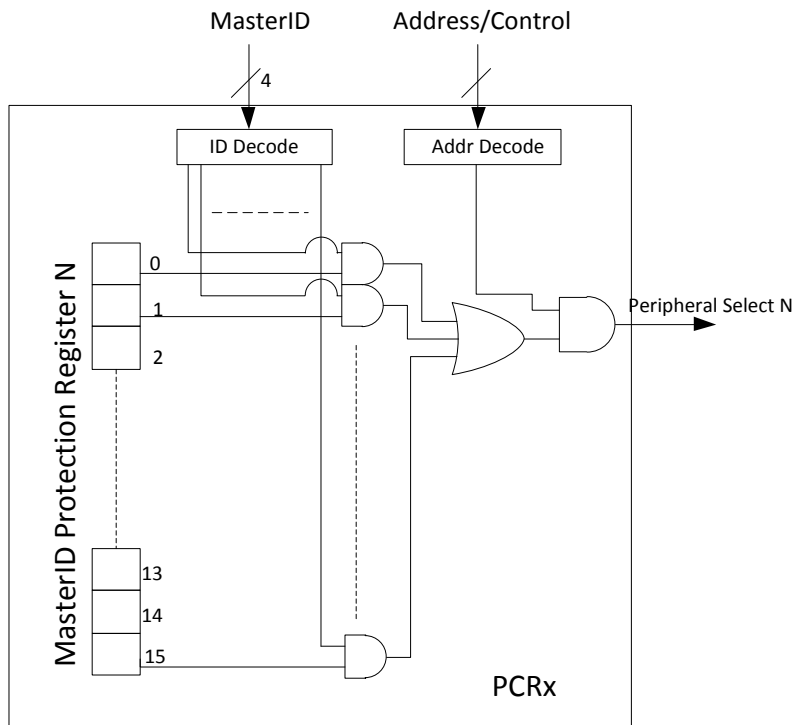 MasterID
Address/Control
4
ID Decode
Addr Decode
MasterID Protection Register N
0
1
2
13
14
15
Peripheral Select N
PCRx